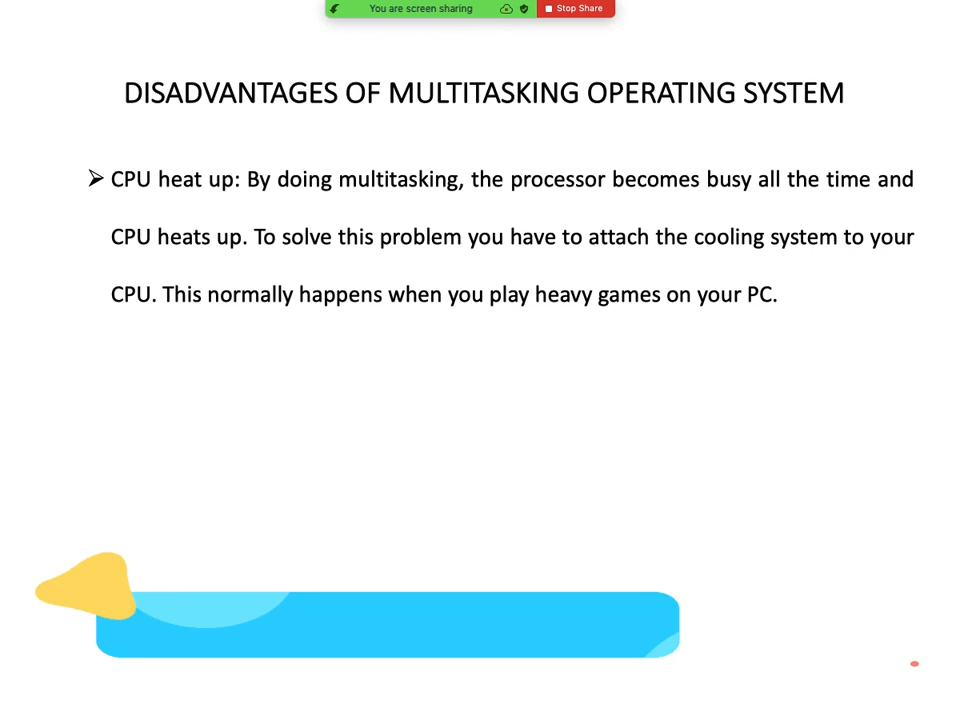 You are screen sharing
Stop Share
DISADVANTAGES OF MULTITASKING OPERATING SYSTEM
➤ CPU heat up: By doing multitasking, the processor becomes busy all the time and
CPU heats up. To solve this problem you have to attach the cooling system to your
CPU. This normally happens when you play heavy games on your PC.